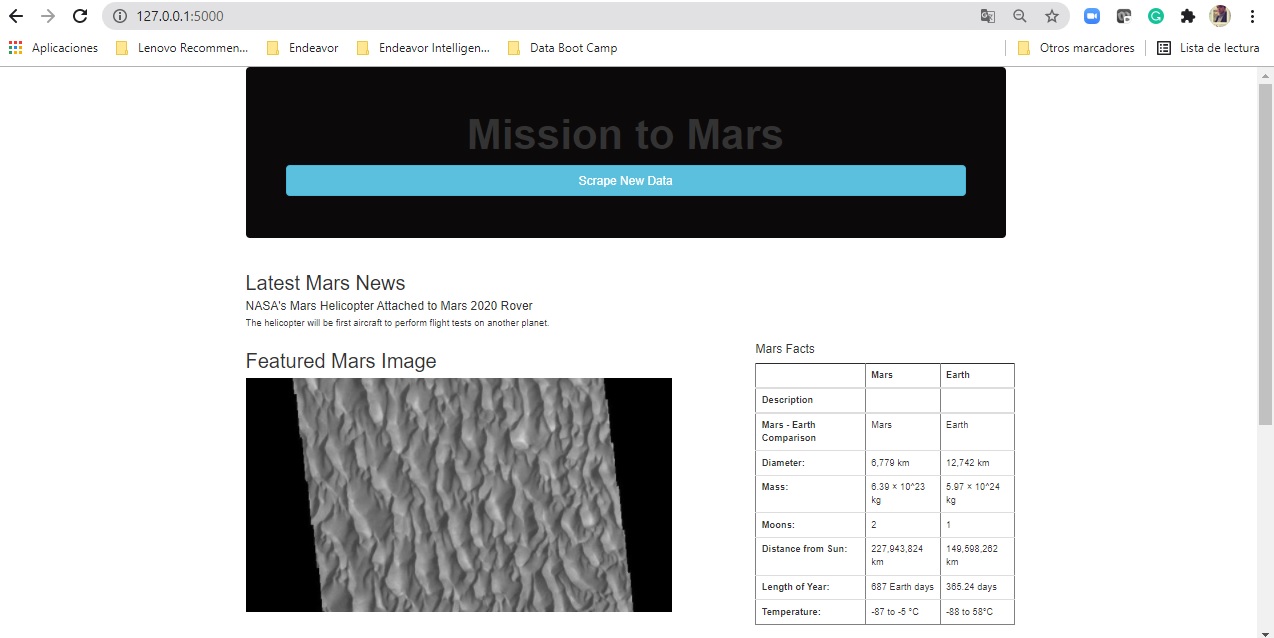 127.0.0.1:5000
Aplicaciones
Lenovo Recommen...
Endeavor
Endeavor Intelligen...
Data Boot Camp
Otros marcadores
Lista de lectura
Mission to Mars
Scrape New Data
Latest Mars News
NASA's Mars Helicopter Attached to Mars 2020 Rover
The helicopter will be first aircraft to perform flight tests on another planet.
Featured Mars Image
Mars Facts
Mars Earth
Description
Mars - Earth Comparison Mars Earth
Diameter: 6,779 km 12,742 km
Mass: 6.39 × 10^23 kg 5.97 × 10^24 kg
Moons: 2 1
Distance from Sun: 227,943,824 km 149,598,262 km
Length of Year: 687 Earth days 365.24 days
Temperature: -87 to -5 °C -88 to 58°C